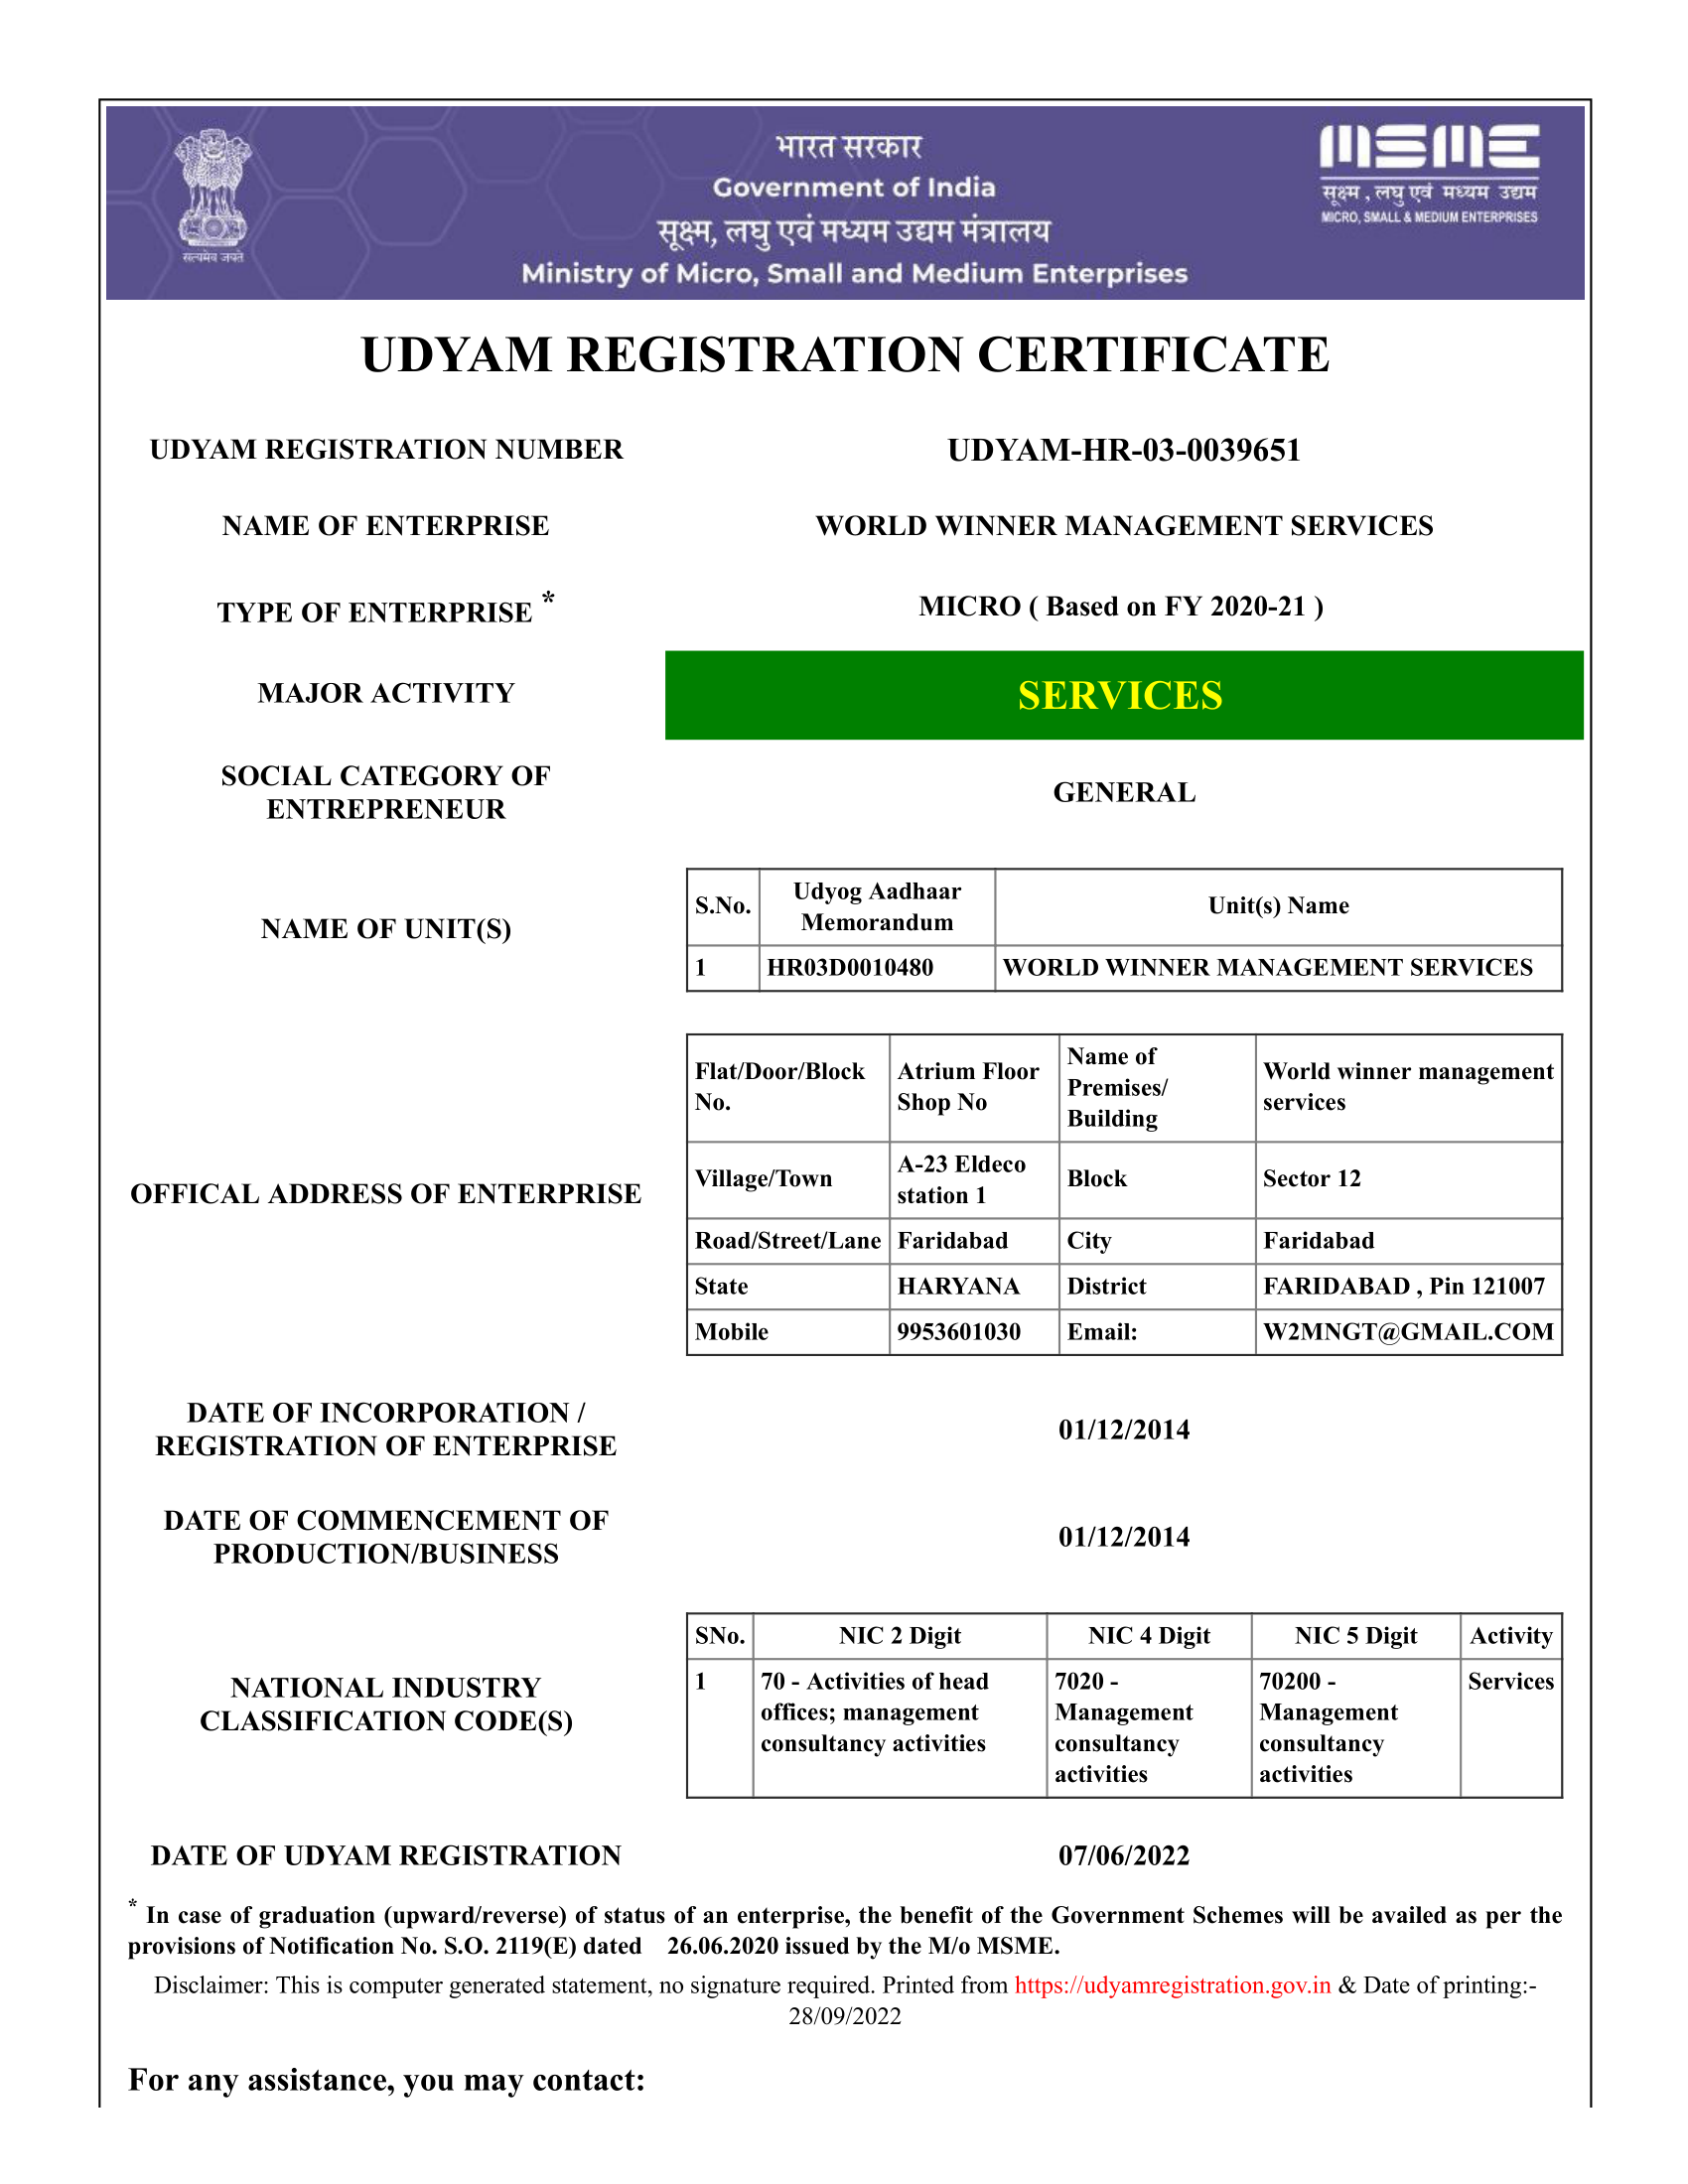 भारत सरकार
Government of India
सूक्ष्म, लघु एवं मध्यम उद्यम मंत्रालय
Ministry of Micro, Small and Medium Enterprises
सत्यमेव जयते
MSME
सूक्ष्म, लघु एवं मध्यम उद्यम
MICRO, SMALL & MEDIUM ENTERPRISES
UDYAM REGISTRATION CERTIFICATE
UDYAM REGISTRATION NUMBER
UDYAM-HR-03-0039651
NAME OF ENTERPRISE
WORLD WINNER MANAGEMENT SERVICES
TYPE OF ENTERPRISE *
MICRO ( Based on FY 2020-21 )
MAJOR ACTIVITY
SERVICES
SOCIAL CATEGORY OF
ENTREPRENEUR
GENERAL
NAME OF UNIT(S)
S.No.
Udyog Aadhaar
Memorandum
Unit(s) Name
1
HR03D0010480
WORLD WINNER MANAGEMENT SERVICES
OFFICAL ADDRESS OF ENTERPRISE
Flat/Door/Block
No.
Atrium Floor
Shop No
Name of
Premises/
Building
World winner management
services
Village/Town
A-23 Eldeco
station 1
Block
Sector 12
Road/Street/Lane
Faridabad
City
Faridabad
State
HARYANA
District
FARIDABAD , Pin 121007
Mobile
9953601030
Email:
W2MNGT@GMAIL.COM
DATE OF INCORPORATION /
REGISTRATION OF ENTERPRISE
01/12/2014
DATE OF COMMENCEMENT OF
PRODUCTION/BUSINESS
01/12/2014
NATIONAL INDUSTRY
CLASSIFICATION CODE(S)
SNo.
NIC 2 Digit
NIC 4 Digit
NIC 5 Digit
Activity
1
70 - Activities of head
offices; management
consultancy activities
7020 -
Management
consultancy
activities
70200 -
Management
consultancy
activities
Services
DATE OF UDYAM REGISTRATION
07/06/2022
* In case of graduation (upward/reverse) of status of an enterprise, the benefit of the Government Schemes will be availed as per the
provisions of Notification No. S.O. 2119(E) dated 26.06.2020 issued by the M/o MSME.
Disclaimer: This is computer generated statement, no signature required. Printed from https://udyamregistration.gov.in & Date of printing:-
28/09/2022
For any assistance, you may contact: